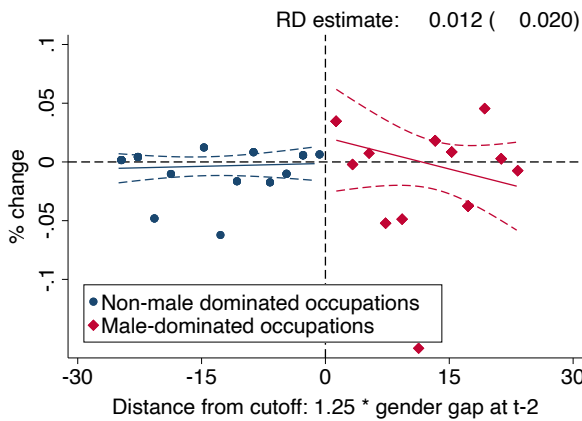 RD estimate: 0.012 ( 0.020)
.1
.05
0
-.05
-.1
% change
Non-male dominated occupations
Male-dominated occupations
-30 -15 0 15 30
Distance from cutoff: 1.25 * gender gap at t-2